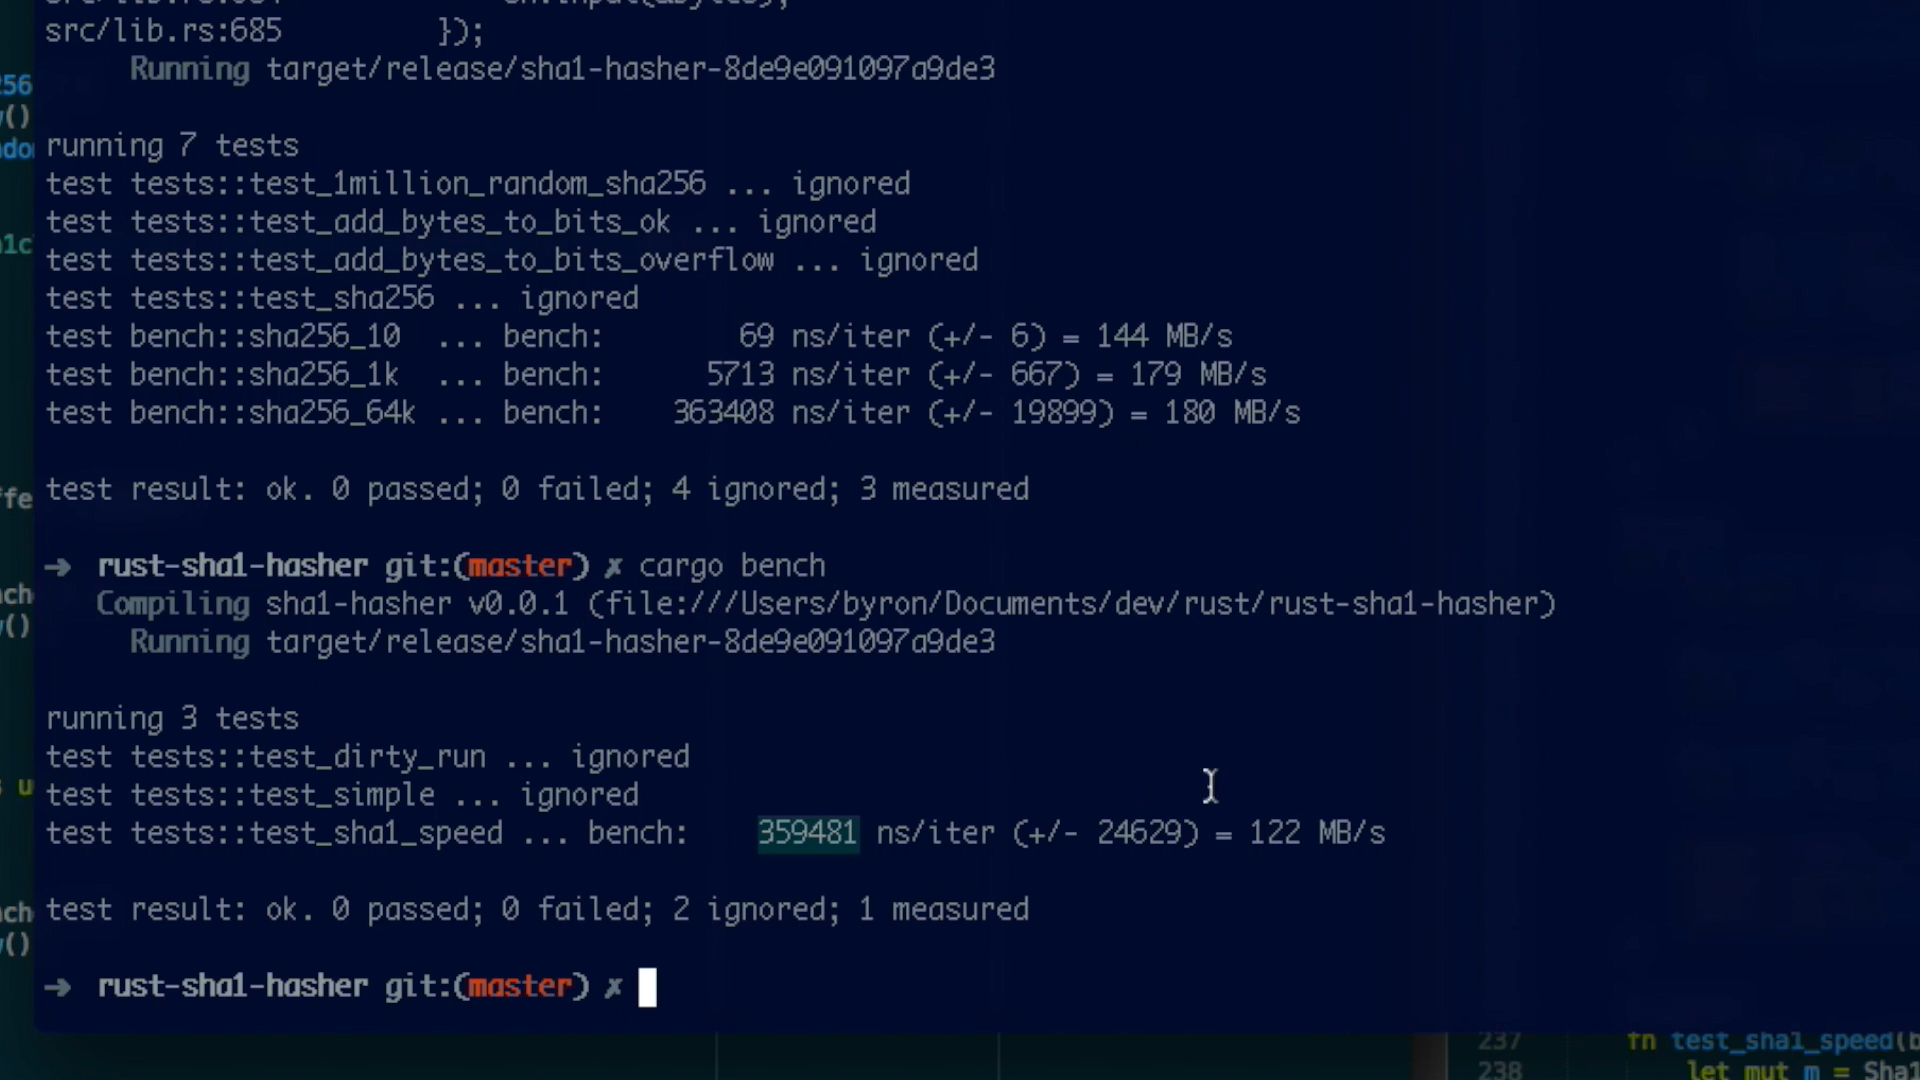 src/lib.rs:685         });
     Running target/release/sha1-hasher-8de9e091097a9de3
running 7 tests
test tests::test_1million_random_sha256 ... ignored
test tests::test_add_bytes_to_bits_ok ... ignored
test tests::test_add_bytes_to_bits_overflow ... ignored
test tests::test_sha256 ... ignored
test bench::sha256_10  ... bench:        69 ns/iter (+/- 6) = 144 MB/s
test bench::sha256_1k  ... bench:      5713 ns/iter (+/- 667) = 179 MB/s
test bench::sha256_64k ... bench:    363408 ns/iter (+/- 19899) = 180 MB/s
test result: ok. 0 passed; 0 failed; 4 ignored; 3 measured
➜  rust-sha1-hasher git:(master) ✗ cargo bench
   Compiling sha1-hasher v0.0.1 (file:///Users/byron/Documents/dev/rust/rust-sha1-hasher)
     Running target/release/sha1-hasher-8de9e091097a9de3
running 3 tests
test tests::test_dirty_run ... ignored
test tests::test_simple ... ignored
test tests::test_sha1_speed ... bench:    359481 ns/iter (+/- 24629) = 122 MB/s
test result: ok. 0 passed; 0 failed; 2 ignored; 1 measured
➜  rust-sha1-hasher git:(master) ✗
237 fn test_sha1_speed(b
238 let mut m = Sha1